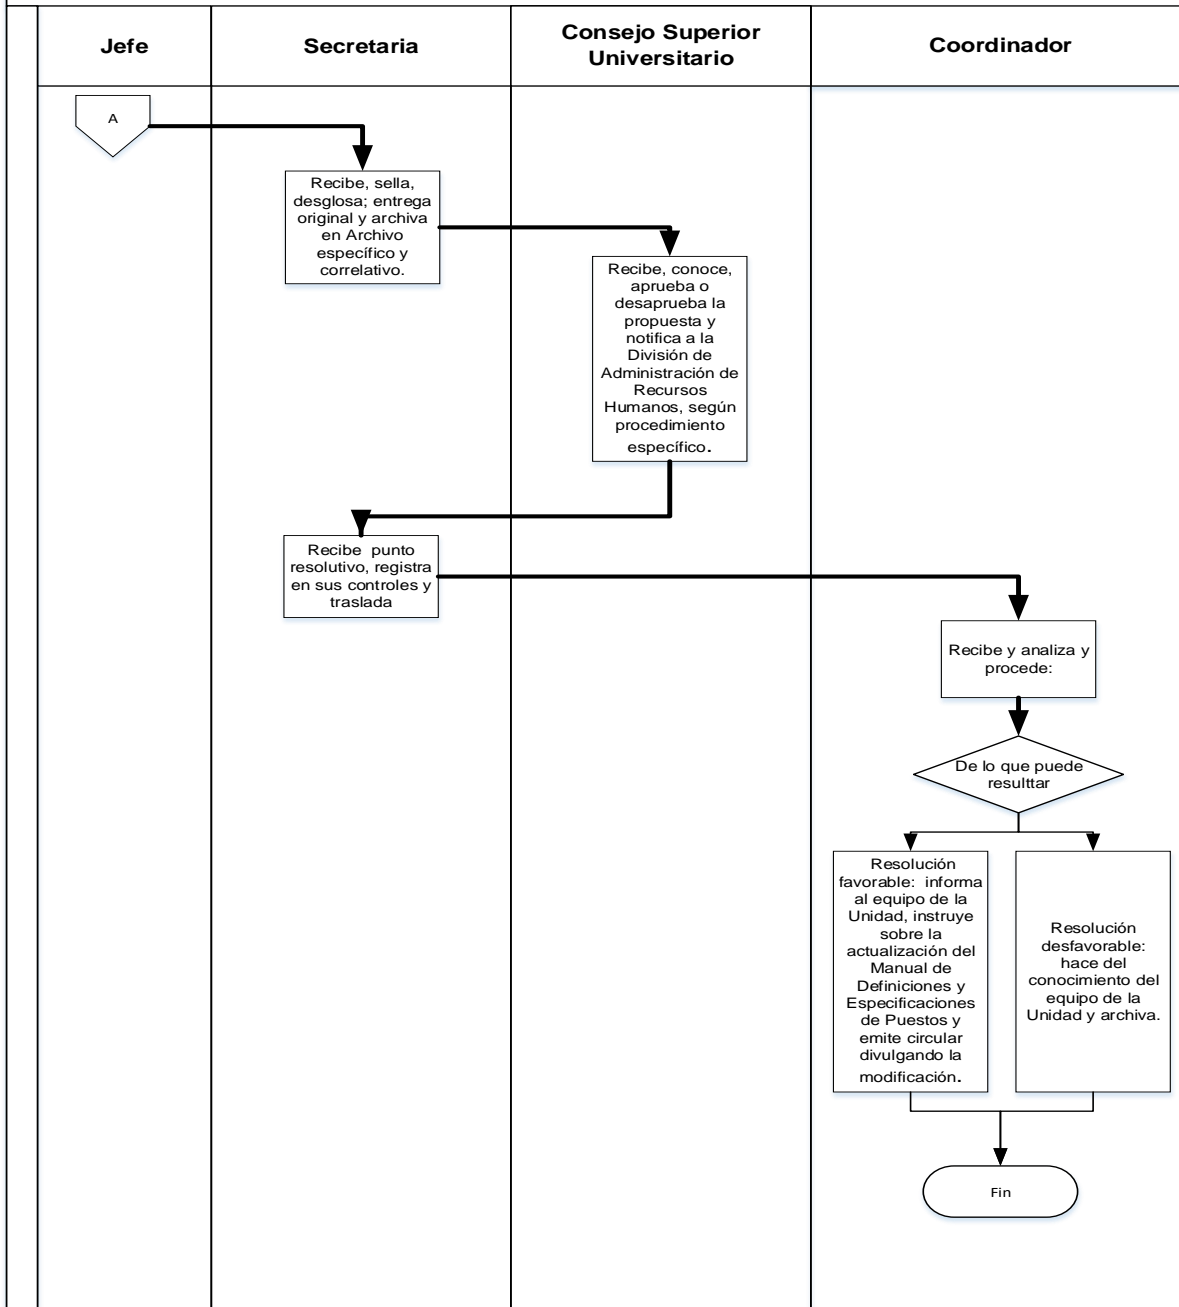 Jefe
Secretaria
Consejo Superior
Universitario
Coordinador
A
Recibe, sella,
desglosa; entrega
original y archiva
en Archivo
específico y
correlativo.
Recibe, conoce,
aprueba o
desaprueba la
propuesta y
notifica a la
División de
Administración de
Recursos
Humanos, según
procedimiento
específico.
Recibe punto
resolutivo, registra
en sus controles y
traslada
Recibe y analiza y
procede:
De lo que puede
resulttar
Resolución
favorable: informa
al equipo de la
Unidad, instruye
sobre la
actualización del
Manual de
Definiciones y
Especificaciones
de Puestos y
emite circular
divulgando la
modificación.
Resolución
desfavorable:
hace del
conocimiento del
equipo de la
Unidad y archiva.
Fin